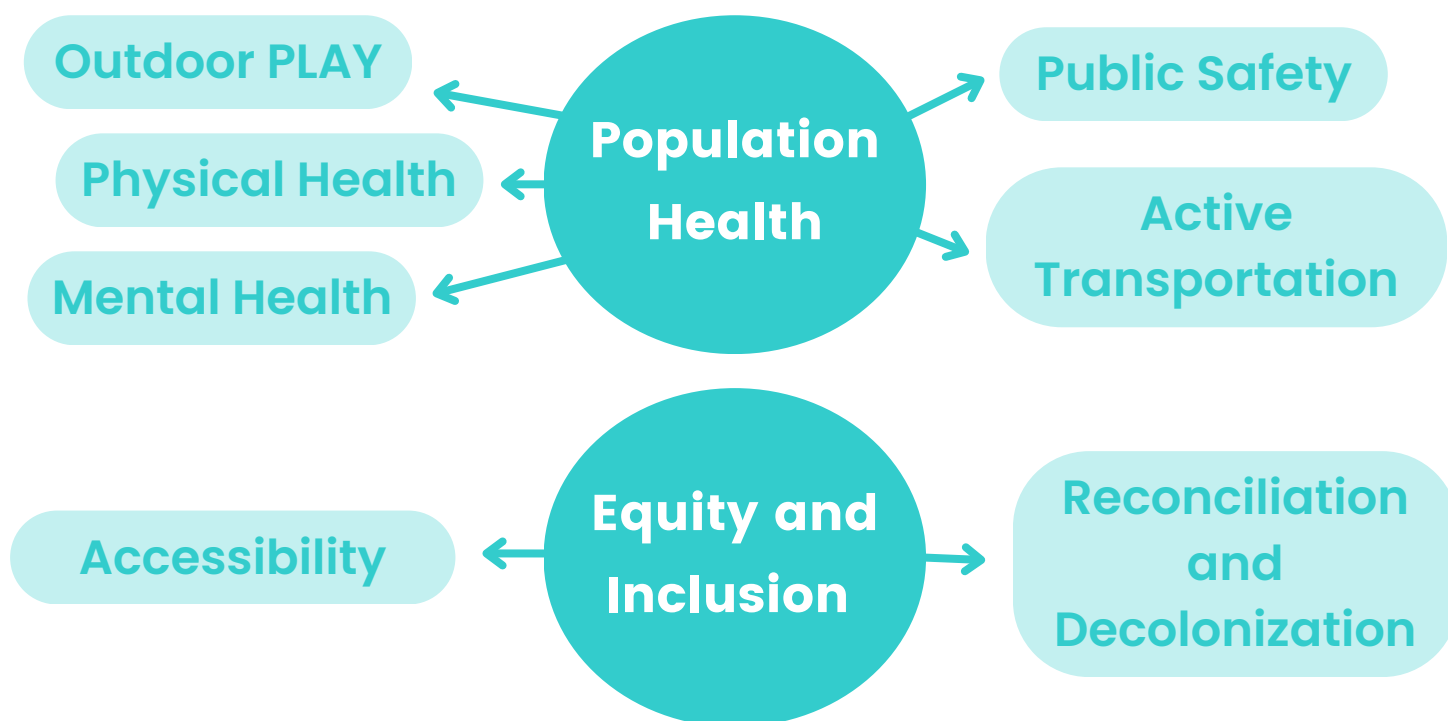 Outdoor PLAY
Physical Health
Mental Health
Population
Health
Public Safety
Active
Transportation
Accessibility
Equity and
Inclusion
Reconciliation
and
Decolonization